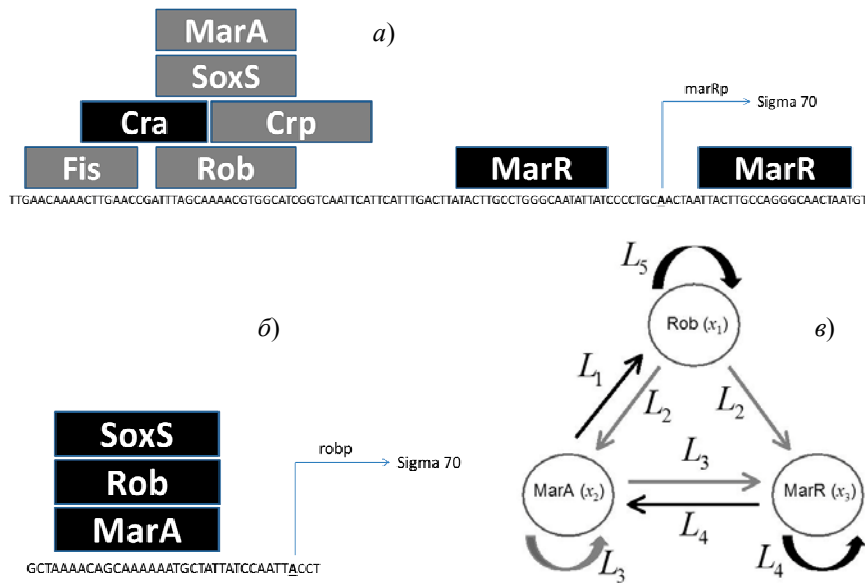 а)
MarA
SoxS
Cra Crp
Fis Rob MarR MarR
marRp
Sigma 70
TTGAACAAAACTTGAACCGATTTAGCAAAACGTGGCATCGGTCAATTCATTCATTTGACTTATACTTGCCTGGGCAATATTATCCCCTGCAACTAATTACTTGCCAGGGCAACTAATGT
б)
SoxS
Rob
MarA
robp
Sigma 70
GCTAAAACAGCAAAAAATGCTATTATCCAATTACCT
в)
L5
Rob (x1)
L1
L2 L2
L3
MarA (x2) MarR (x3)
L4
L3 L4